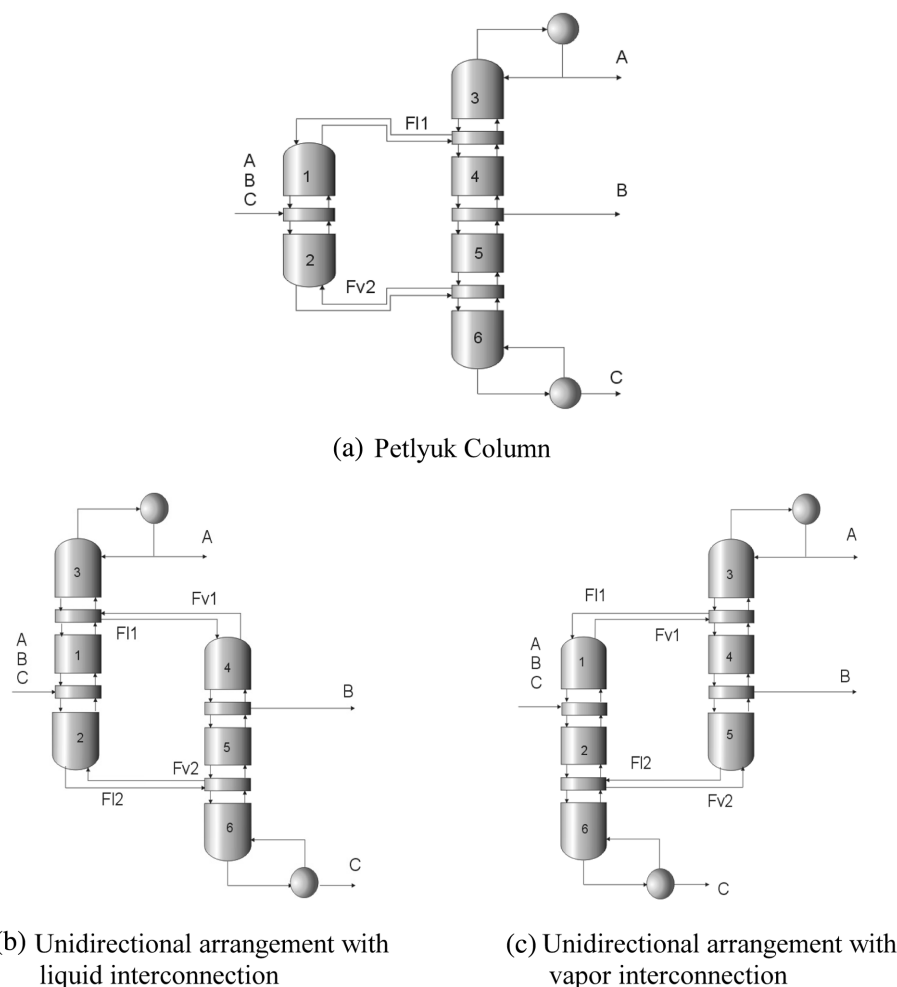 A
3
Fl1
A
B
C
1
4
B
2
5
Fv2
6
C
(a) Petlyuk Column
A
3
Fv1
Fl1
A
B
C
1
4
B
2
5
Fv2
Fl2
6
C
(b) Unidirectional arrangement with
liquid interconnection
A
3
Fl1
Fv1
A
B
C
1
4
B
2
5
Fl2
Fv2
6
C
(c) Unidirectional arrangement with
vapor interconnection